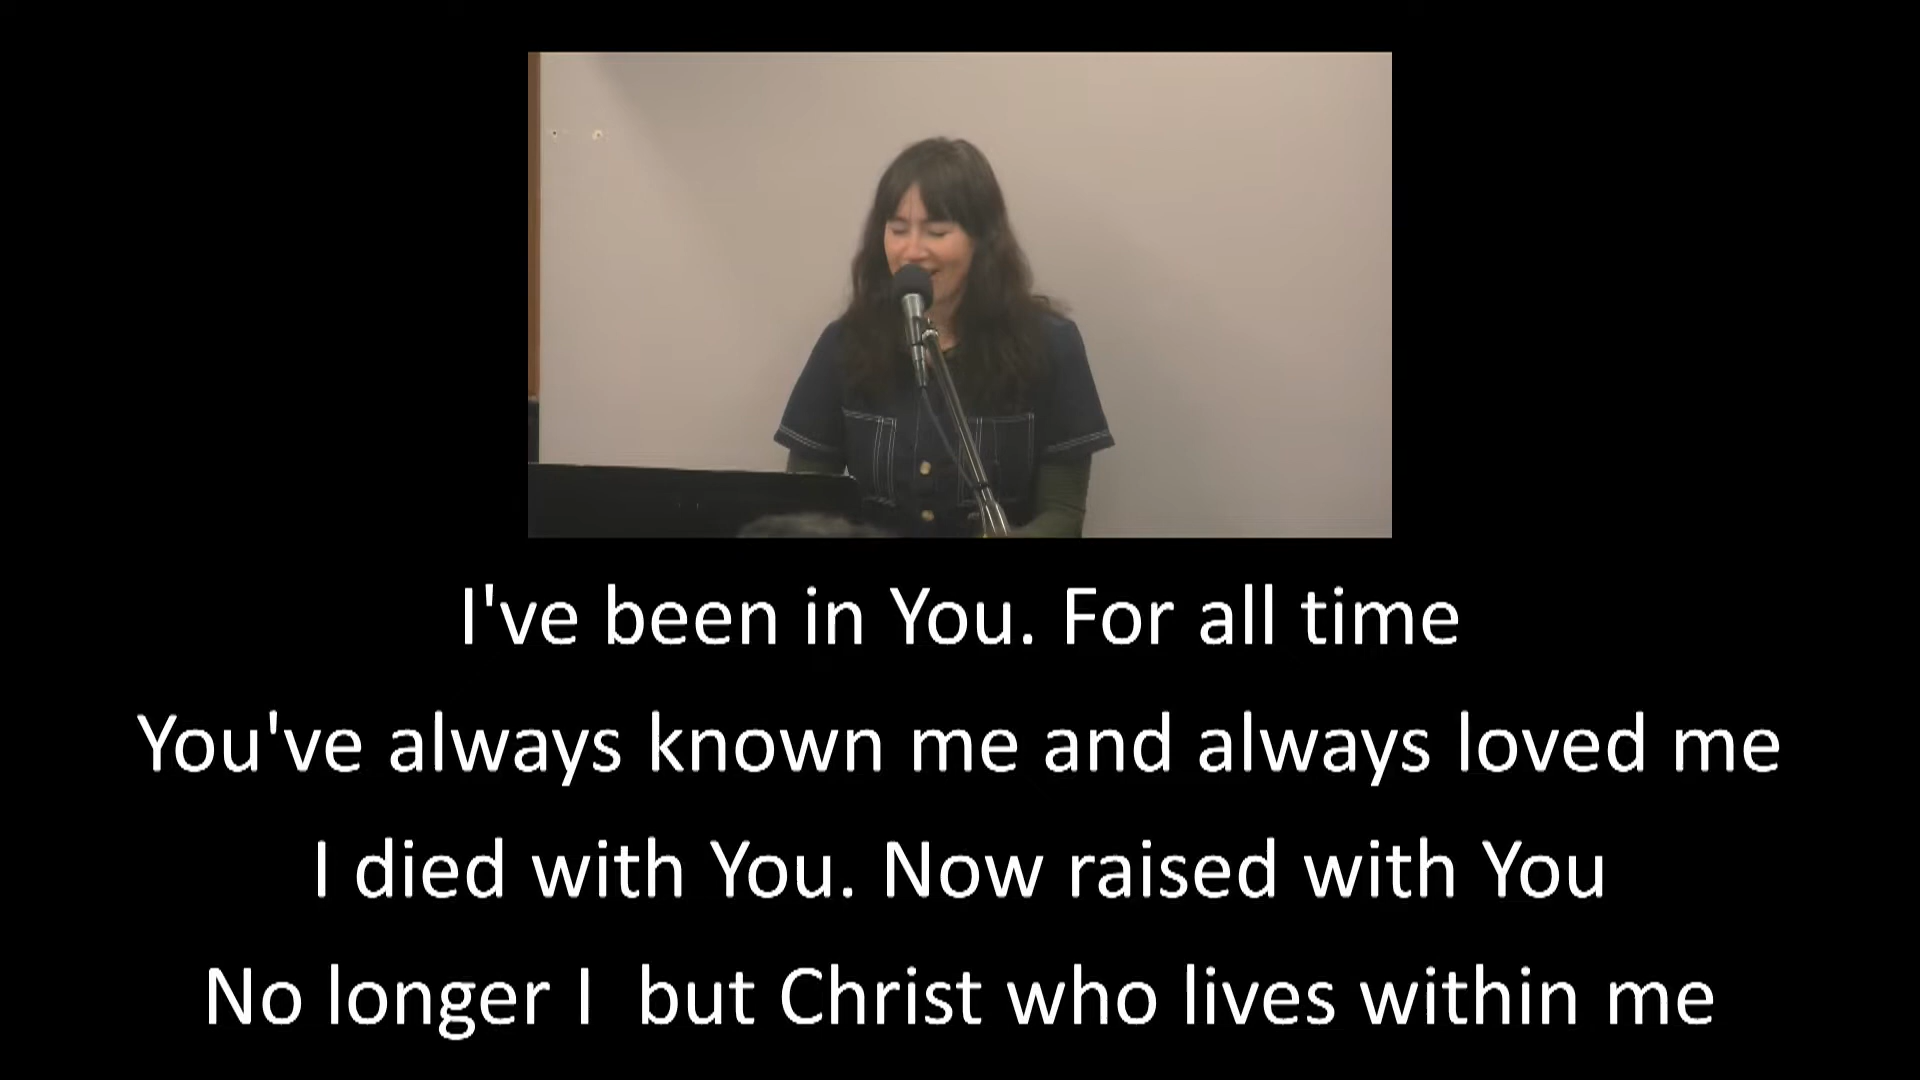 I've been in You. For all time
You've always known me and always loved me
I died with You. Now raised with You
No longer I  but Christ who lives within me